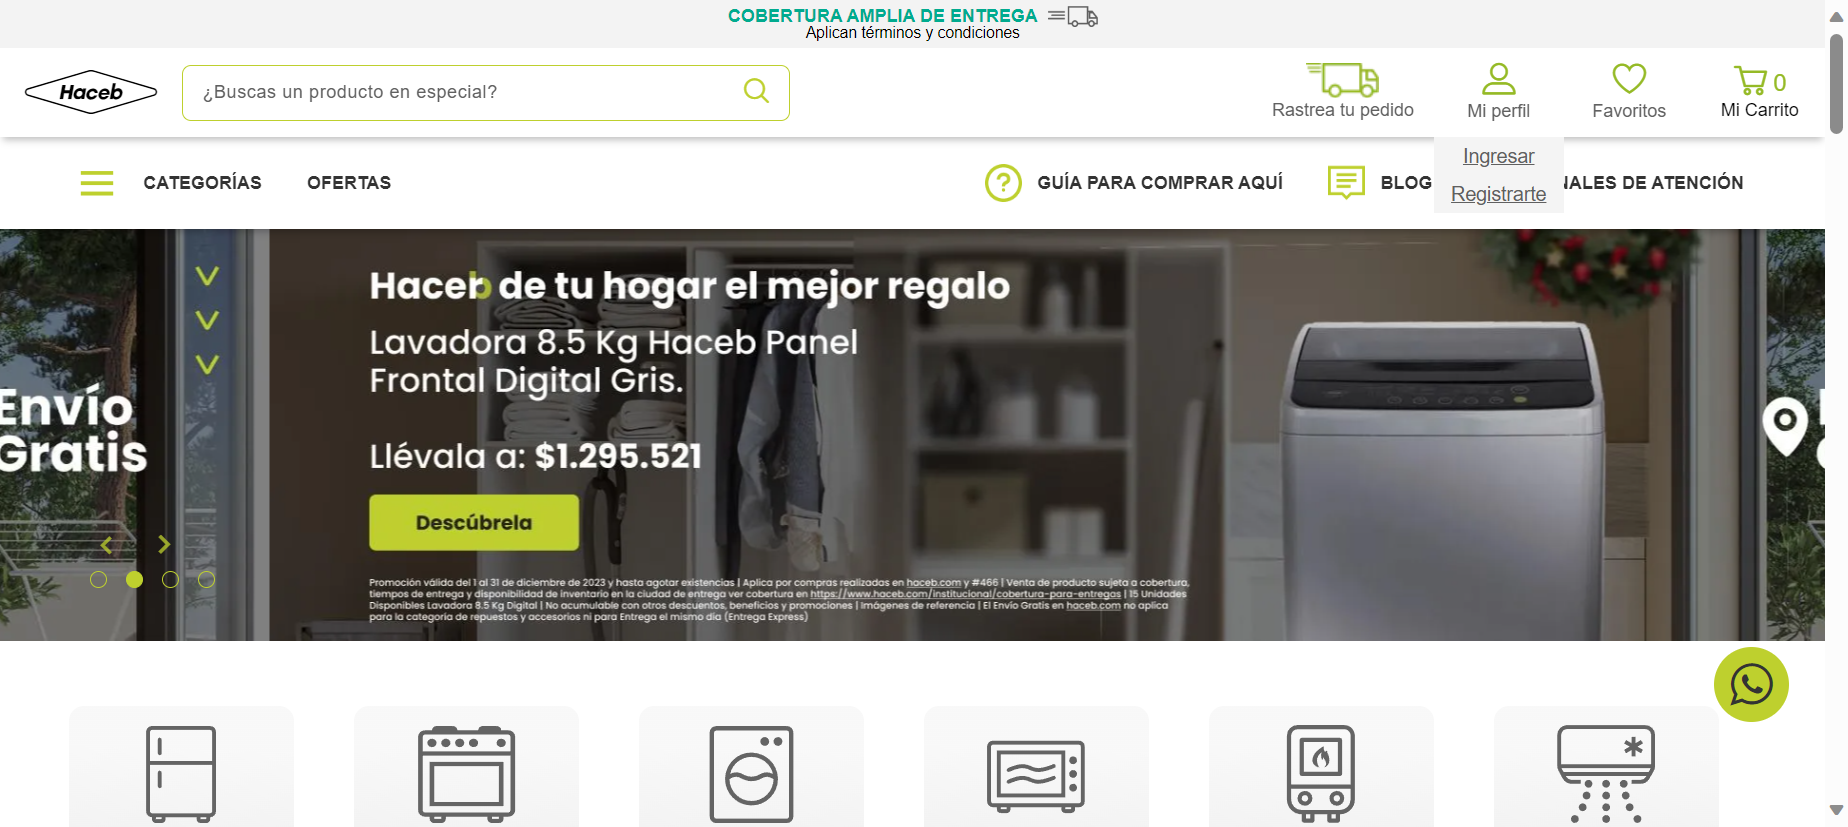 COBERTURA AMPLIA DE ENTREGA
Aplican términos y condiciones
Haceb
¿Buscas un producto en especial?
Rastrea tu pedido
Mi perfil
Favoritos
0
Mi Carrito
Ingresar
Registrarte
CATEGORÍAS
OFERTAS
GUÍA PARA COMPRAR AQUÍ
BLOG
NALES DE ATENCIÓN
Envío
Gratis
Haceb de tu hogar el mejor regalo
Lavadora 8.5 Kg Haceb Panel
Frontal Digital Gris.
Llévala a: $1.295.521
Descúbrela
Promoción válida del 1 al 31 de diciembre de 2023 y hasta agotar existencias | Aplica por compras realizados en haceb.com y #466 | Venta de producto sujeta a cobertura,
tiempos de entrega y disponibilidad de inventario en la ciudad de entrega ver cobertura en https://www.haceb.com/institucional/cobertura-para-entregas | 15 Unidades
Disponibles Lavadora 8.5 Kg Digital | No acumulable con otros descuentos, beneficios y promociones | Imágenes de referencia | El Envío Gratis en haceb.com no aplica
para la categoría de repuestos y accesorios ni para Entrega el mismo día (Entrega Express)